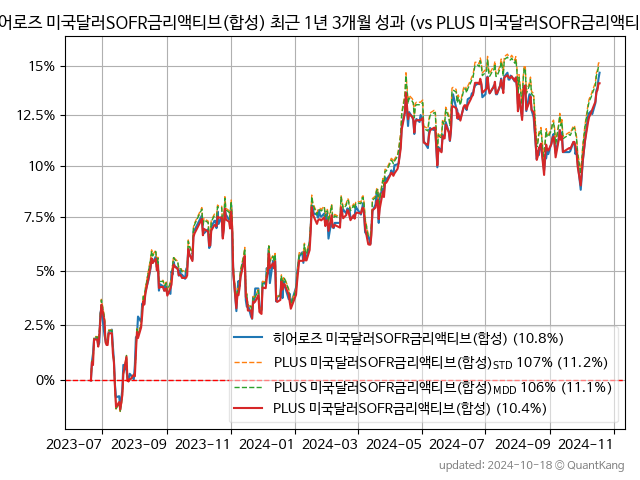 어로즈 미국달러SOFR금리액티브(합성) 최근 1년 3개월 성과 (vs PLUS 미국달러SOFR금리액티
15%
12.5%
10%
7.5%
5%
2.5%
0%
히어로즈 미국달러SOFR금리액티브(합성) (10.8%)
PLUS 미국달러SOFR금리액티브(합성)STD 107% (11.2%)
PLUS 미국달러SOFR금리액티브(합성)MDD 106% (11.1%)
PLUS 미국달러SOFR금리액티브(합성) (10.4%)
2023-07 2023-09 2023-11 2024-01 2024-03 2024-05 2024-07 2024-09 2024-11
updated: 2024-10-18 © QuantKang